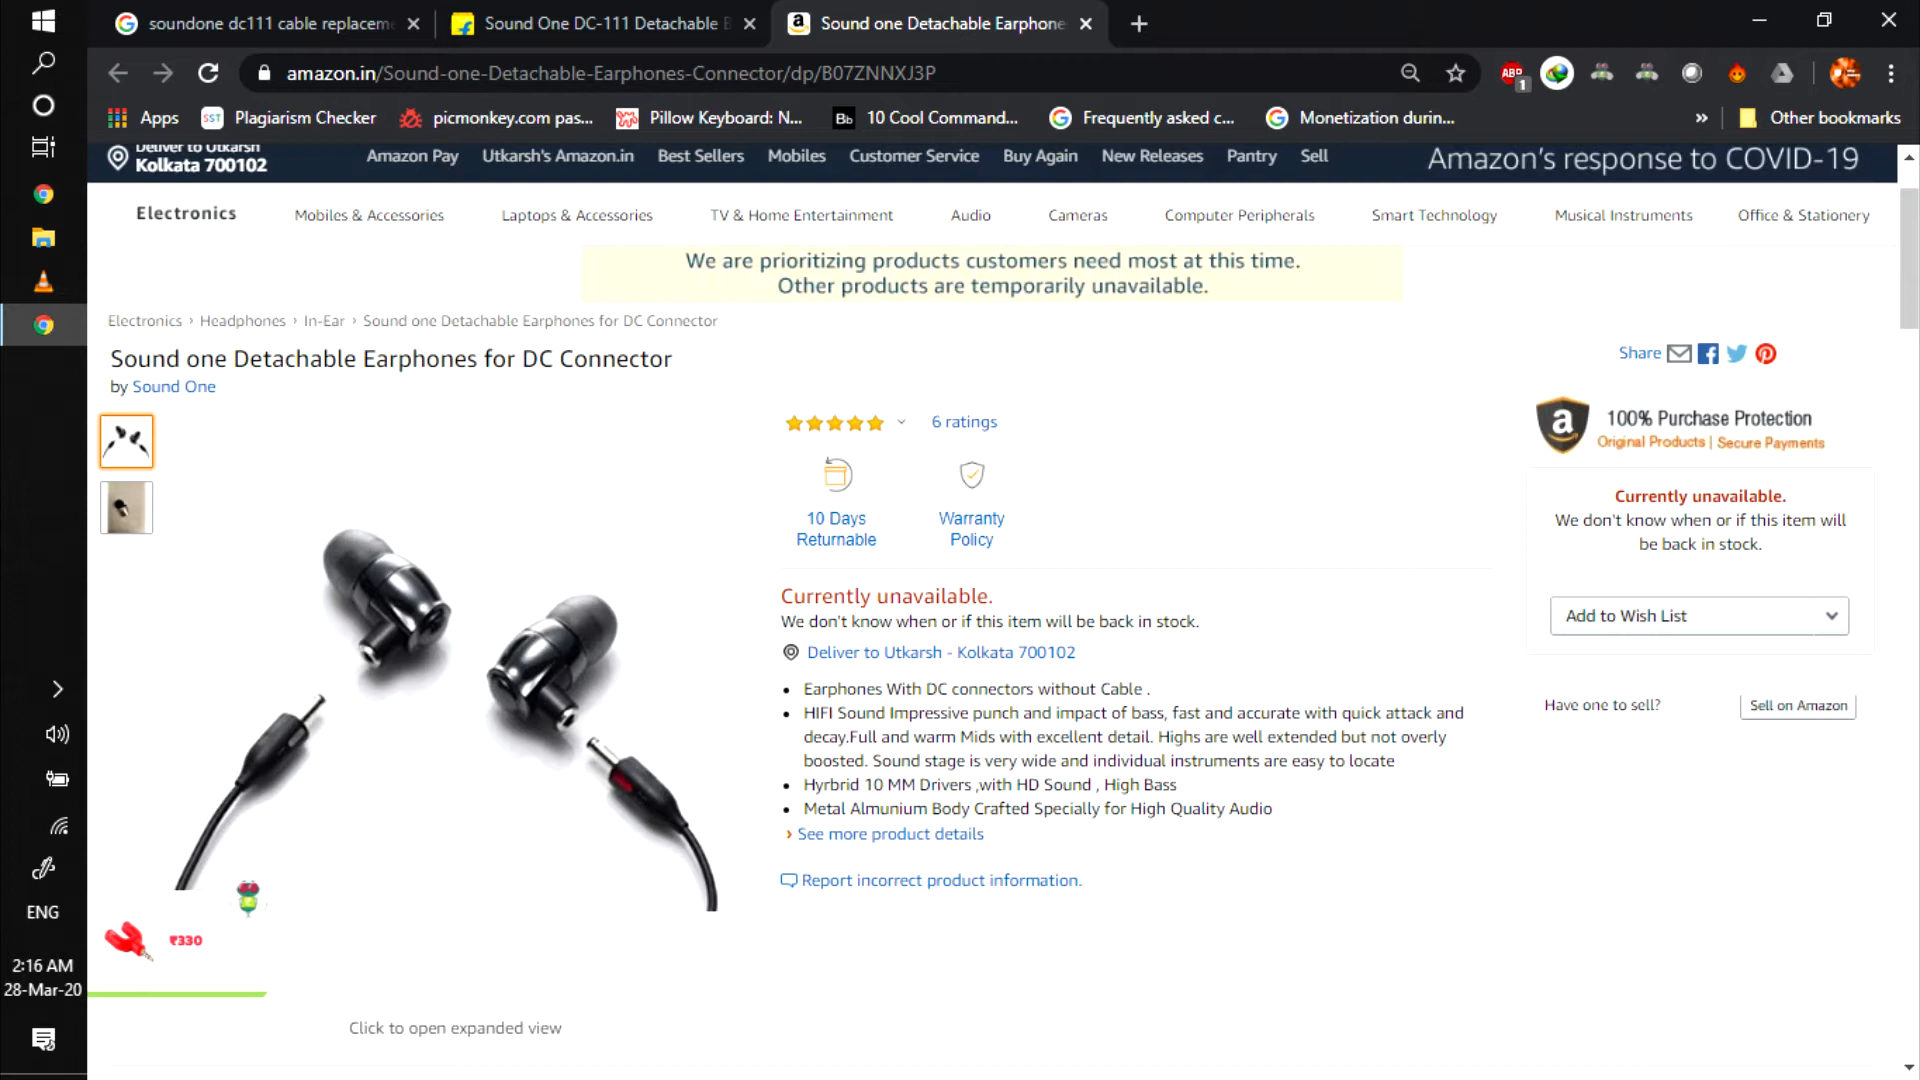 soundone dc111 cable replacem
Sound One DC-111 Detachable B
Sound one Detachable Earphone
amazon.in/Sound-one-Detachable-Earphones-Connector/dp/B07ZNNXJ3P
ABP
1
Apps
SST
Plagiarism Checker
picmonkey.com pas...
Pillow Keyboard: N...
Bb
10 Cool Command...
Frequently asked c...
Monetization durin...
»
Other bookmarks
Deliver to Utkarsh
Kolkata 700102
Amazon Pay
Utkarsh's Amazon.in
Best Sellers
Mobiles
Customer Service
Buy Again
New Releases
Pantry
Sell
Amazon's response to COVID-19
Electronics
Mobiles & Accessories
Laptops & Accessories
TV & Home Entertainment
Audio
Cameras
Computer Peripherals
Smart Technology
Musical Instruments
Office & Stationery
We are prioritizing products customers need most at this time.
Other products are temporarily unavailable.
Electronics › Headphones › In-Ear › Sound one Detachable Earphones for DC Connector
Sound one Detachable Earphones for DC Connector
by Sound One
6 ratings
10 Days
Returnable
Warranty
Policy
Currently unavailable.
We don't know when or if this item will be back in stock.
Deliver to Utkarsh - Kolkata 700102
• Earphones With DC connectors without Cable .
• HIFI Sound Impressive punch and impact of bass, fast and accurate with quick attack and
decay.Full and warm Mids with excellent detail. Highs are well extended but not overly
boosted. Sound stage is very wide and individual instruments are easy to locate
• Hyrbrid 10 MM Drivers ,with HD Sound , High Bass
• Metal Almunium Body Crafted Specially for High Quality Audio
› See more product details
Report incorrect product information.
Share
a
100% Purchase Protection
Original Products | Secure Payments
Currently unavailable.
We don't know when or if this item will
be back in stock.
Add to Wish List
Have one to sell?
Sell on Amazon
₹330
Click to open expanded view
ENG
2:16 AM
28-Mar-20